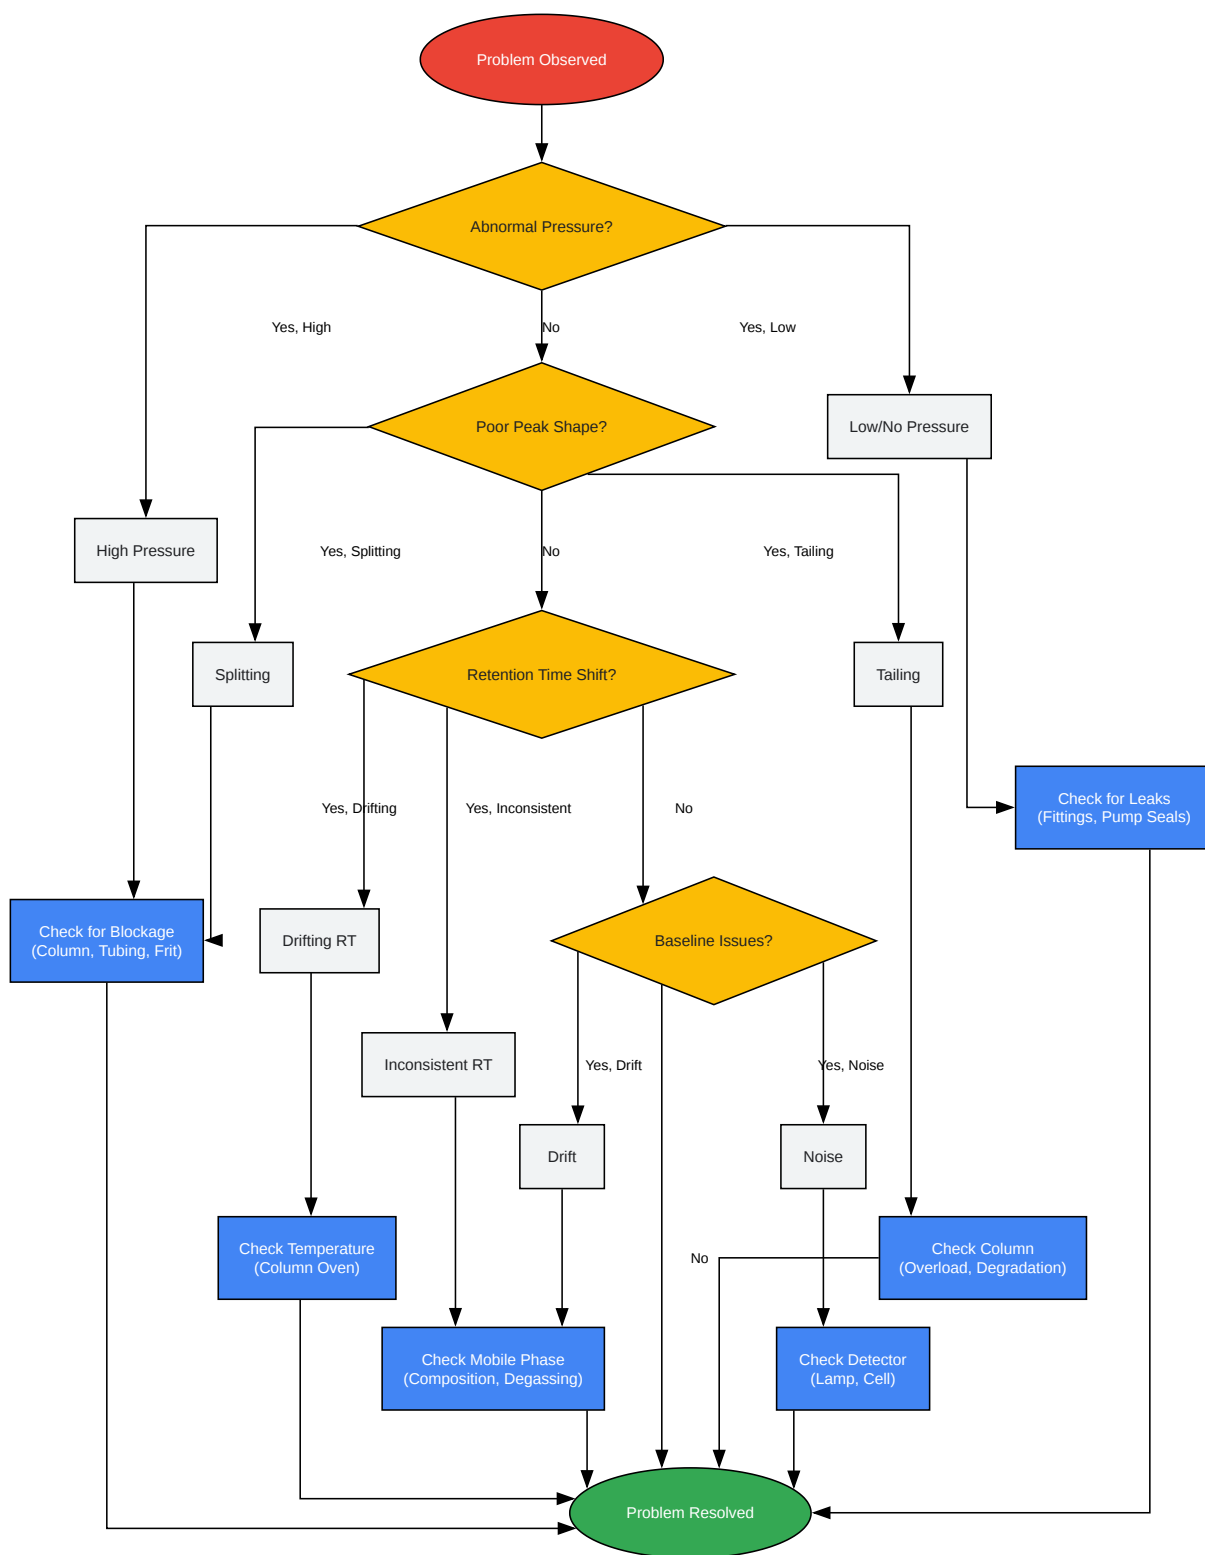 Problem Observed
Abnormal Pressure?
Yes, High
No
Yes, Low
Poor Peak Shape?
Low/No Pressure
High Pressure
Yes, Splitting
No
Yes, Tailing
Splitting
Retention Time Shift?
Tailing
Yes, Drifting
Yes, Inconsistent
No
Check for Leaks
(Fittings, Pump Seals)
Check for Blockage
(Column, Tubing, Frit)
Drifting RT
Baseline Issues?
Inconsistent RT
Yes, Drift
Yes, Noise
Drift
Noise
Check Temperature
(Column Oven)
No
Check Column
(Overload, Degradation)
Check Mobile Phase
(Composition, Degassing)
Check Detector
(Lamp, Cell)
Problem Resolved